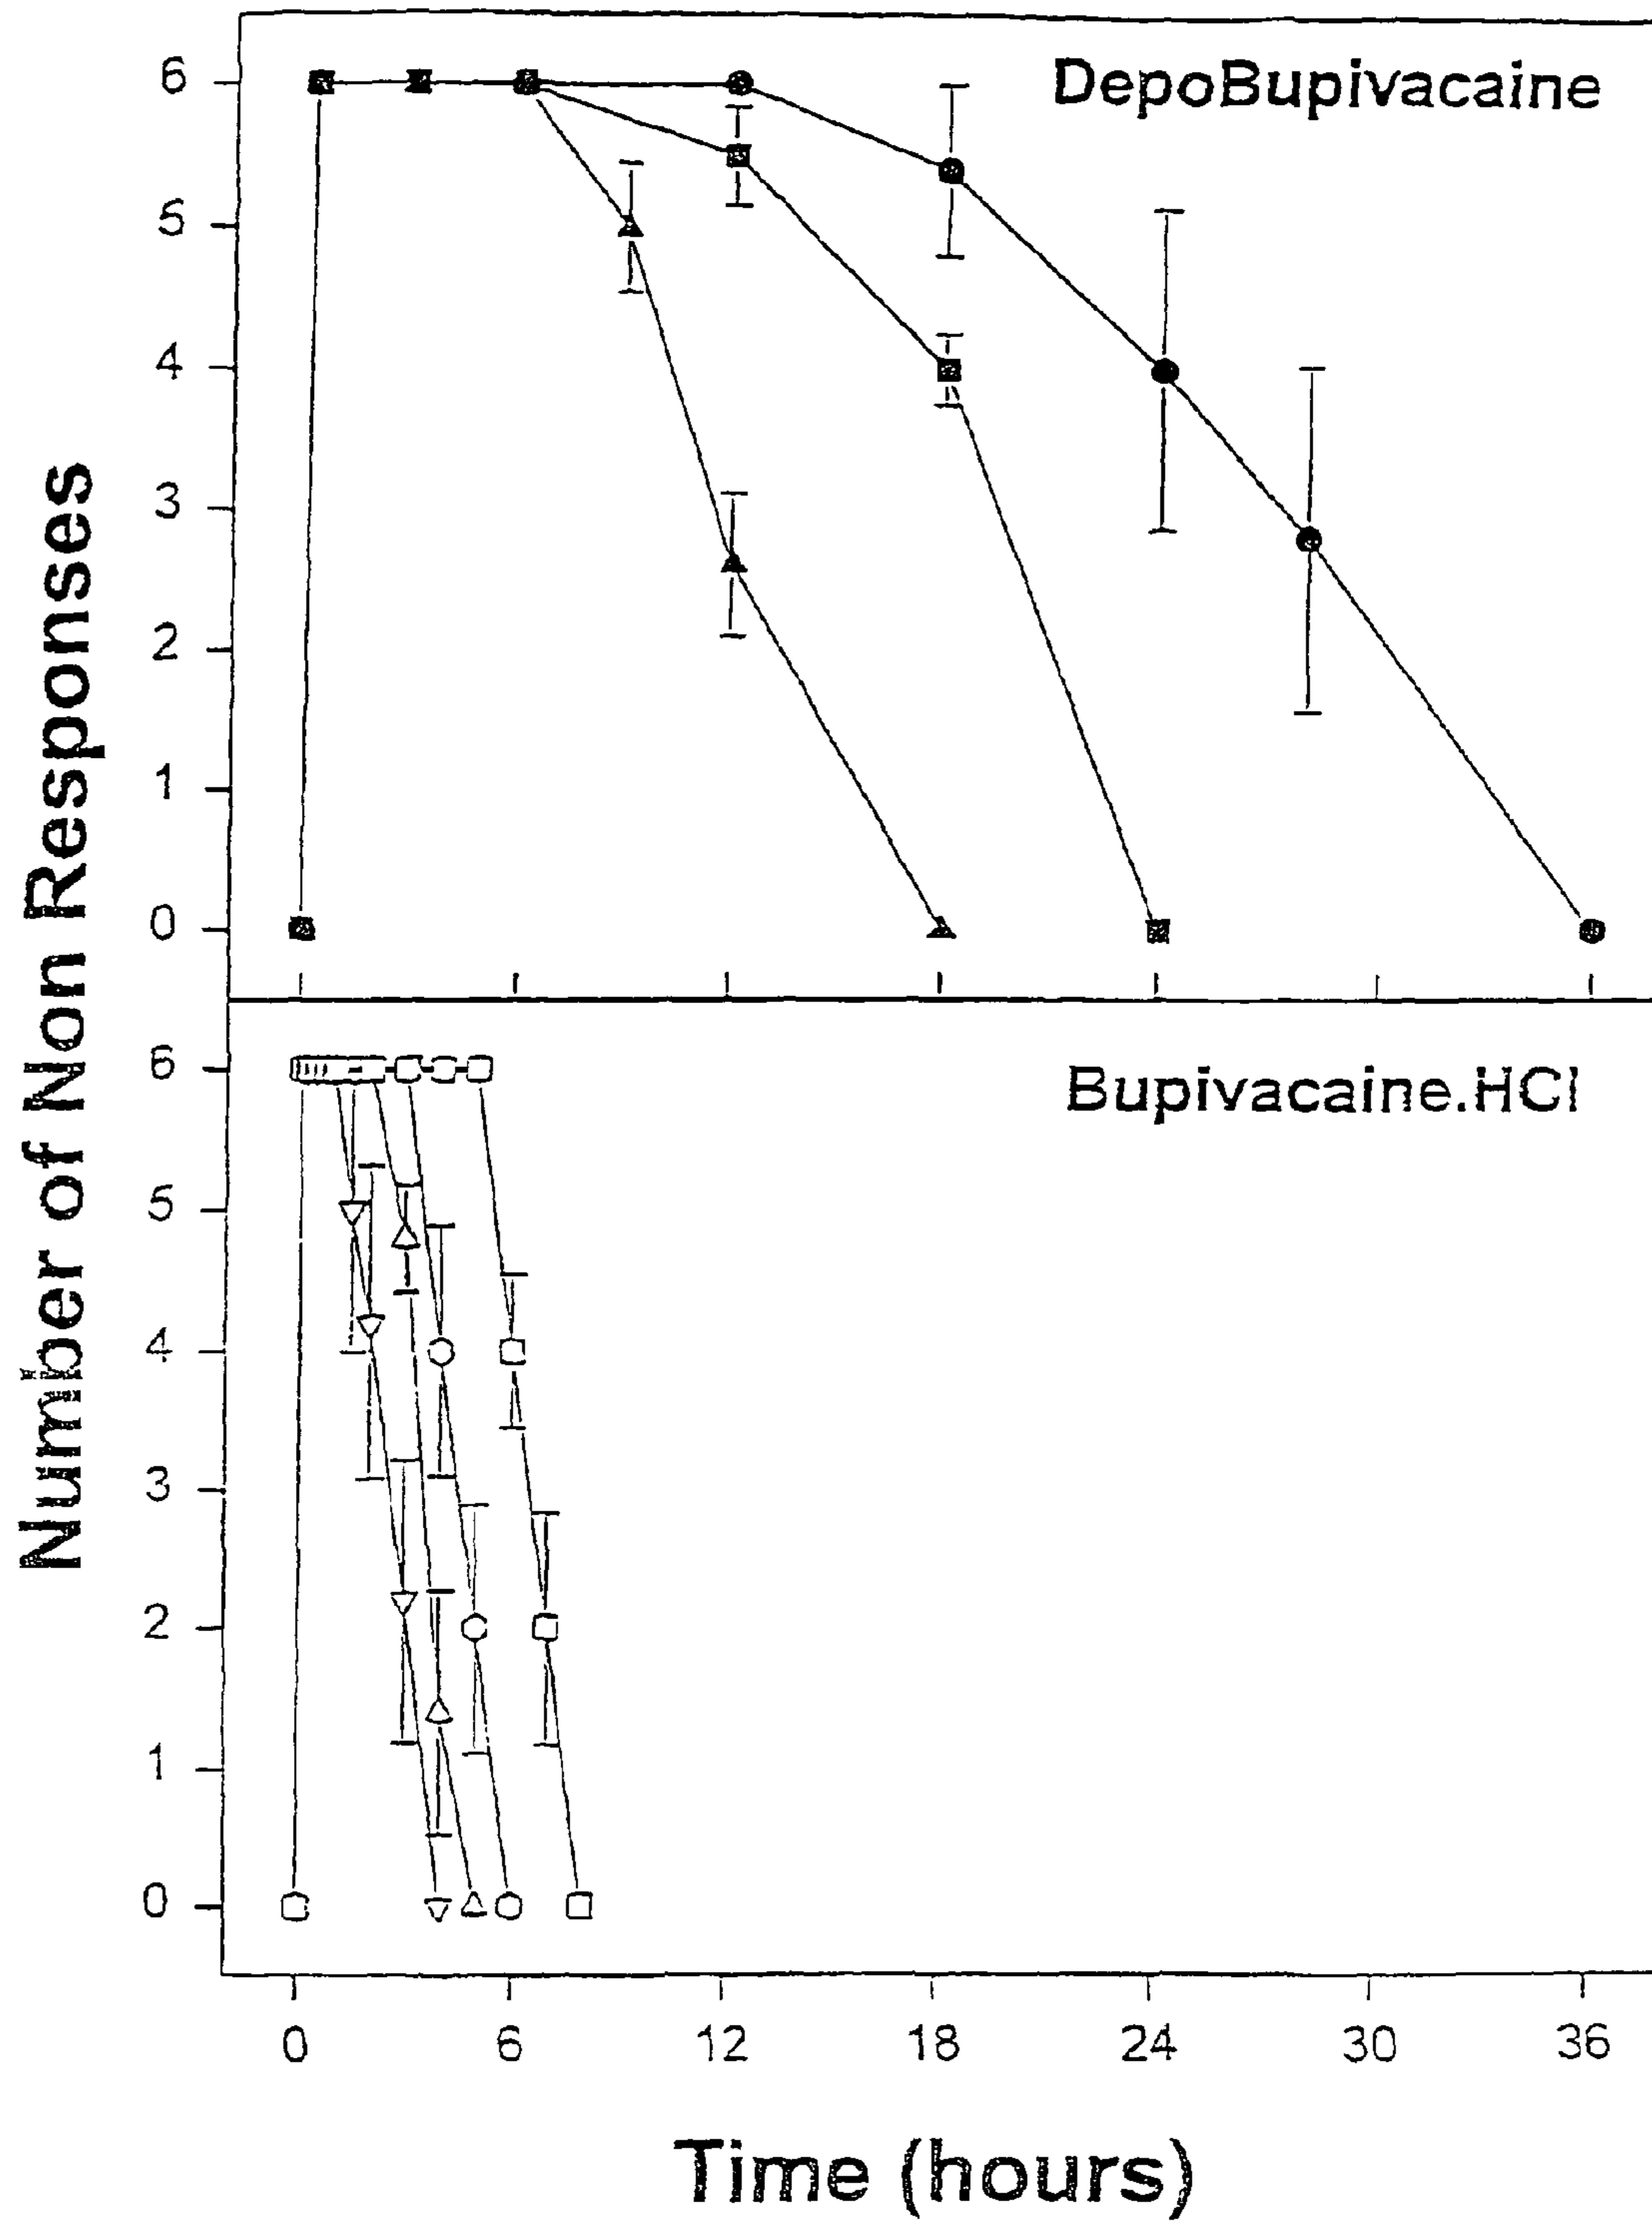 DepoBupivacaine
6
5
4
3
2
1
0
Number of Non Responses
Bupivacaine.HCl
6
5
4
3
2
1
0
0 6 12 18 24 30 36
Time (hours)